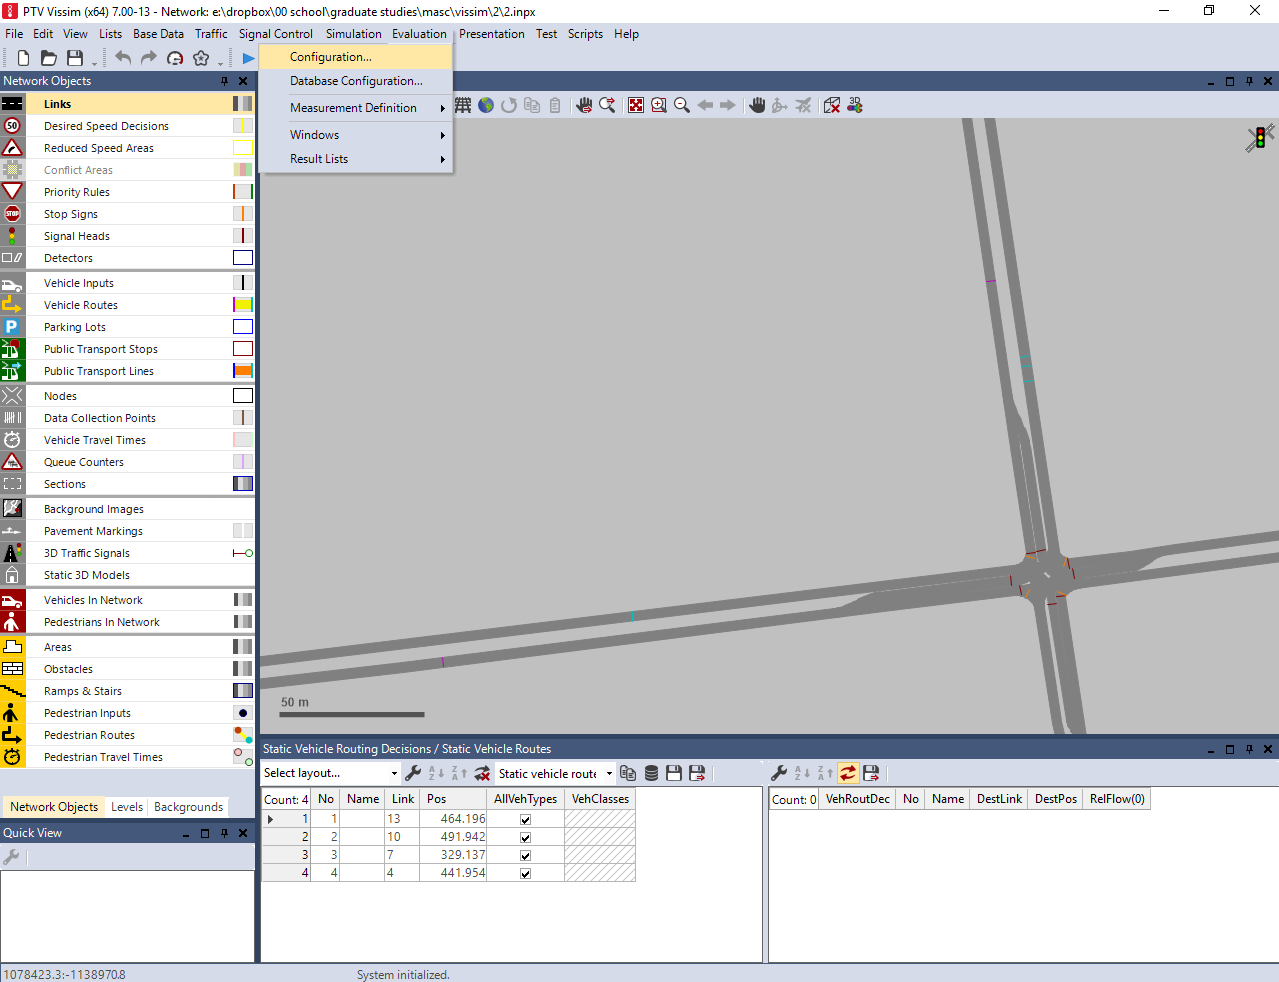 PTV Vissim (x64) 7.00-13 - Network: e:\dropbox\00 school\graduate studies\masc\vissim\2\2.inpx
File Edit View Lists Base Data Traffic Signal Control Simulation Evaluation Presentation Test Scripts Help
Configuration...
Database Configuration...
Measurement Definition
Windows
Result Lists
3D
Network Objects
Links
50
Desired Speed Decisions
Reduced Speed Areas
Conflict Areas
Priority Rules
STOP
Stop Signs
Signal Heads
Detectors
Vehicle Inputs
Vehicle Routes
P
Parking Lots
Public Transport Stops
Public Transport Lines
Nodes
Data Collection Points
Vehicle Travel Times
Queue Counters
Sections
Background Images
Pavement Markings
3D Traffic Signals
Static 3D Models
Vehicles In Network
Pedestrians In Network
Areas
Obstacles
Ramps & Stairs
Pedestrian Inputs
Pedestrian Routes
Pedestrian Travel Times
Network Objects Levels Backgrounds
Quick View
50 m
Static Vehicle Routing Decisions / Static Vehicle Routes
Select layout... Static vehicle route
Count: 4 No Name Link Pos AllVehTypes VehClasses
1 1 13 464.196
2 2 10 491.942
3 3 7 329.137
4 4 4 441.954
Count: 0 VehRoutDec No Name DestLink DestPos RelFlow(0)
1078423.3:-1138970.8 System initialized.